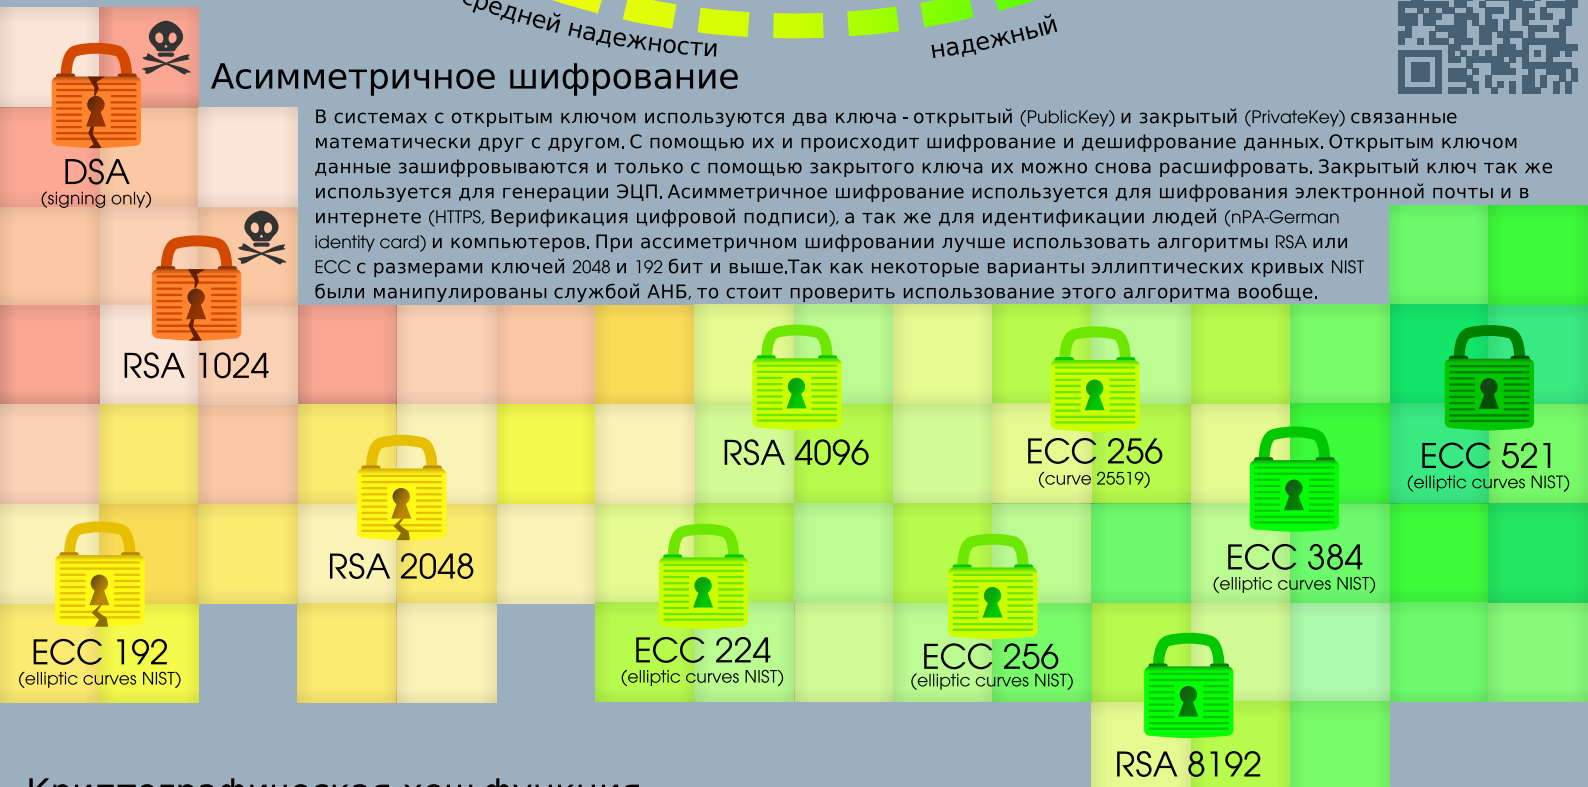 средней надежности
надежный
Асимметричное шифрование
В системах с открытым ключом используются два ключа - открытый (PublicKey) и закрытый (PrivateKey) связанные
математически друг с другом. С помощью их и происходит шифрование и дешифрование данных. Открытым ключом
данные зашифровываются и только с помощью закрытого ключа их можно снова расшифровать. Закрытый ключ так же
используется для генерации ЭЦП. Асимметричное шифрование используется для шифрования электронной почты и в
интернете (HTTPS, Верификация цифровой подписи), а так же для идентификации людей (nPA-German
identity card) и компьютеров. При ассиметричном шифровании лучше использовать алгоритмы RSA или
ECC с размерами ключей 2048 и 192 бит и выше.Так как некоторые варианты эллиптических кривых NIST
были манипулированы службой АНБ, то стоит проверить использование этого алгоритма вообще.
DSA
(signing only)
RSA 1024
RSA 4096
ECC 256
(curve 25519)
ECC 521
(elliptic curves NIST)
RSA 2048
ECC 384
(elliptic curves NIST)
ECC 192
(elliptic curves NIST)
ECC 224
(elliptic curves NIST)
ECC 256
(elliptic curves NIST)
RSA 8192
Криптографическая хеш функция